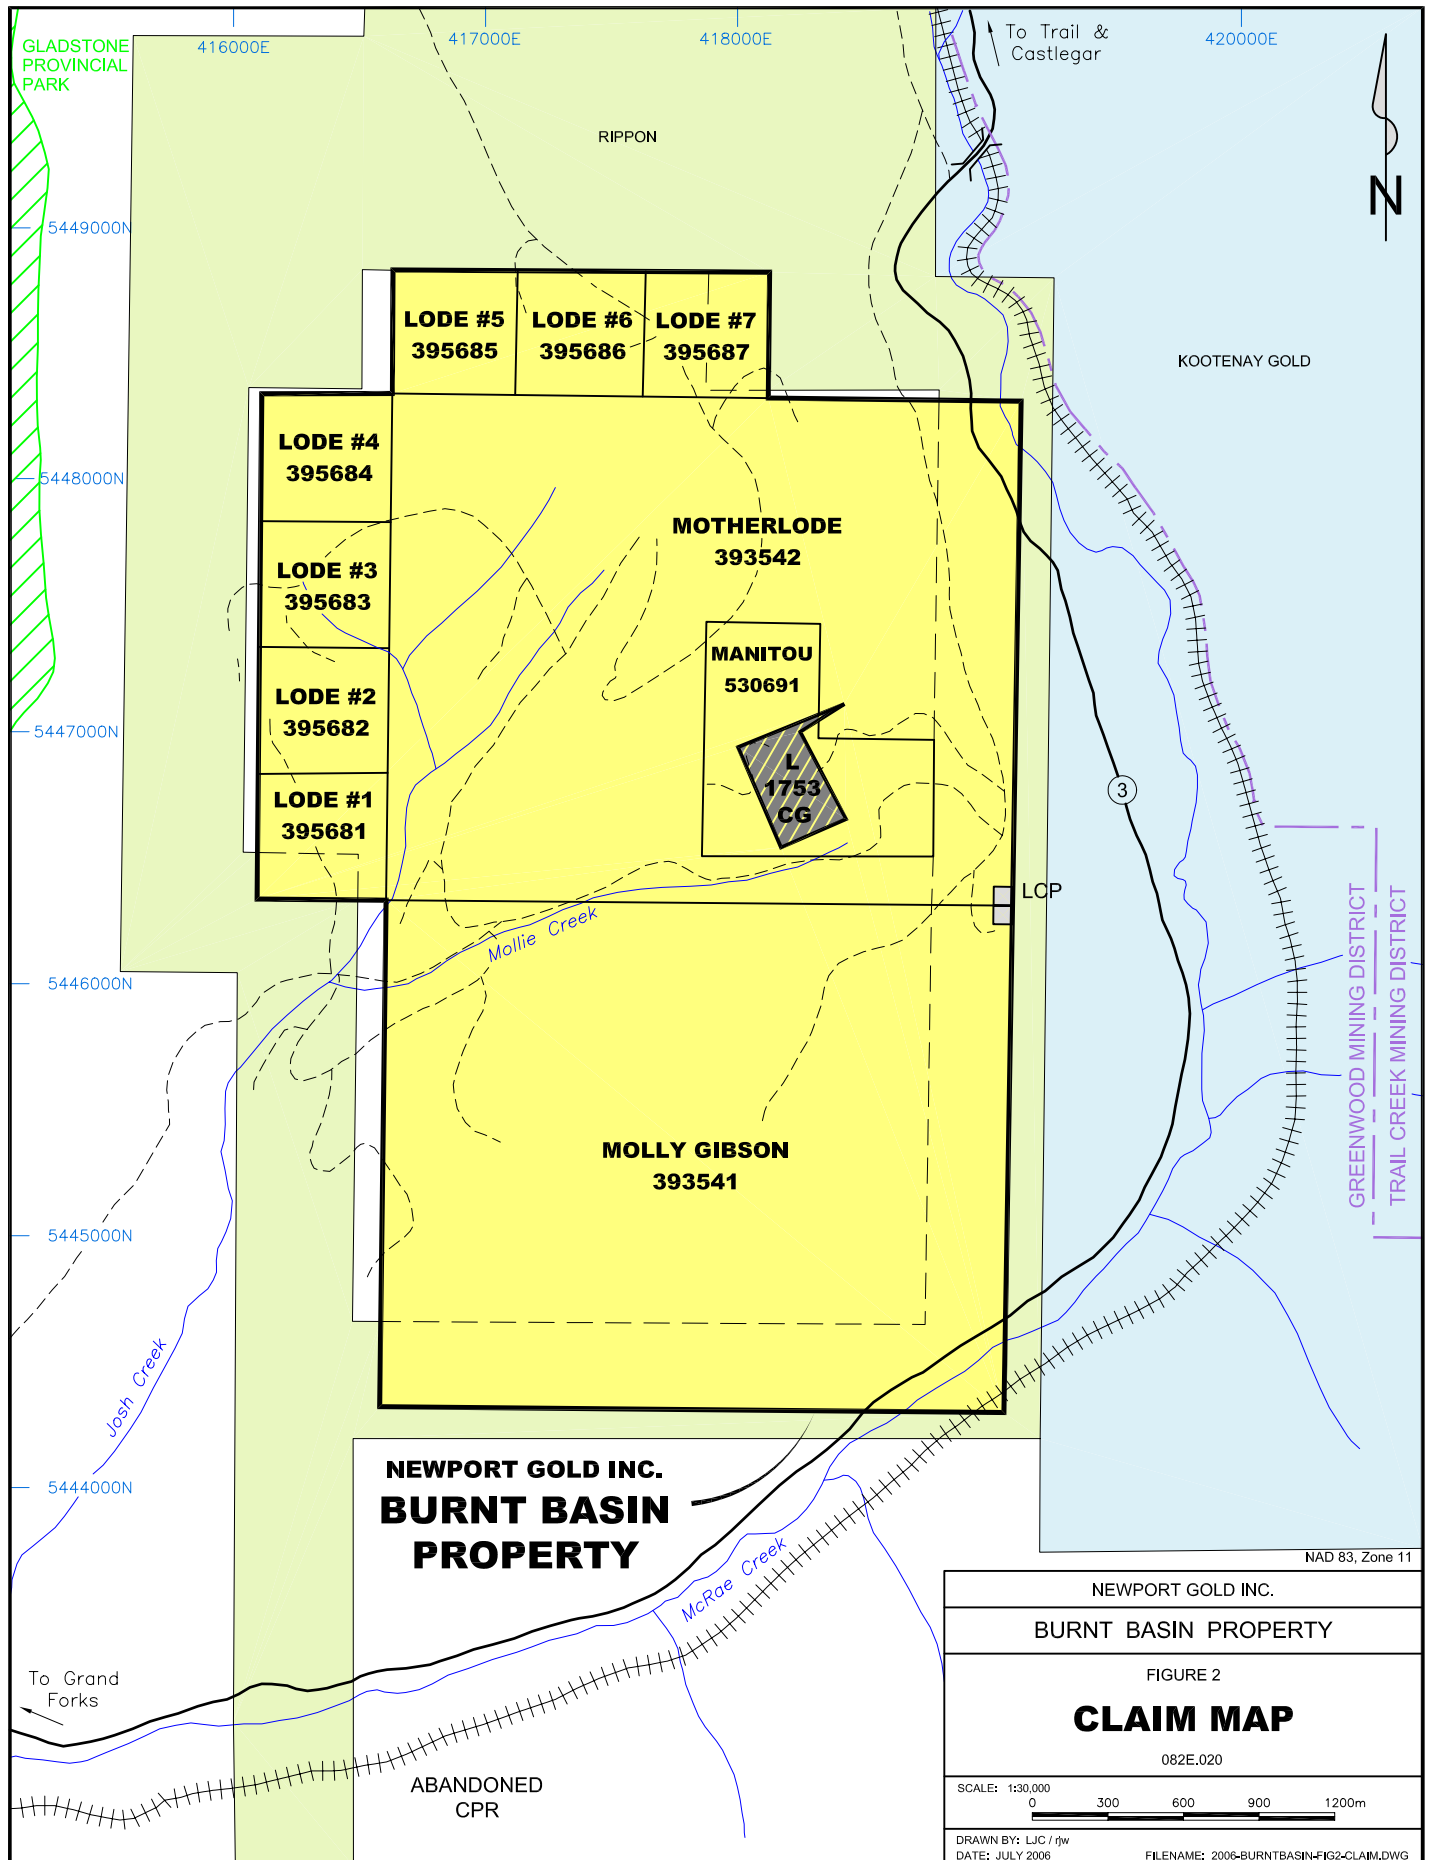 GLADSTONE
PROVINCIAL
PARK
416000E
417000E
418000E
420000E
To Trail &
Castlegar
RIPPON
N
5449000N
KOOTENAY GOLD
LODE #5
395685
LODE #6
395686
LODE #7
395687
LODE #4
395684
5448000N
MOTHERLODE
393542
LODE #3
395683
MANITOU
530691
LODE #2
395682
5447000N
L
1753
CG
3
LODE #1
395681
LCP
Mollie Creek
5446000N
GREENWOOD MINING DISTRICT
TRAIL CREEK MINING DISTRICT
MOLLY GIBSON
393541
5445000N
Josh Creek
5444000N
NEWPORT GOLD INC.
BURNT BASIN
PROPERTY
McRae Creek
To Grand
Forks
ABANDONED
CPR
NAD 83, Zone 11
NEWPORT GOLD INC.
BURNT BASIN PROPERTY
FIGURE 2
CLAIM MAP
082E.020
SCALE: 1:30,000
0 300 600 900 1200m
DRAWN BY: LJC / rjw
DATE: JULY 2006
FILENAME: 2006-BURNTBASIN-FIG2-CLAIM.DWG